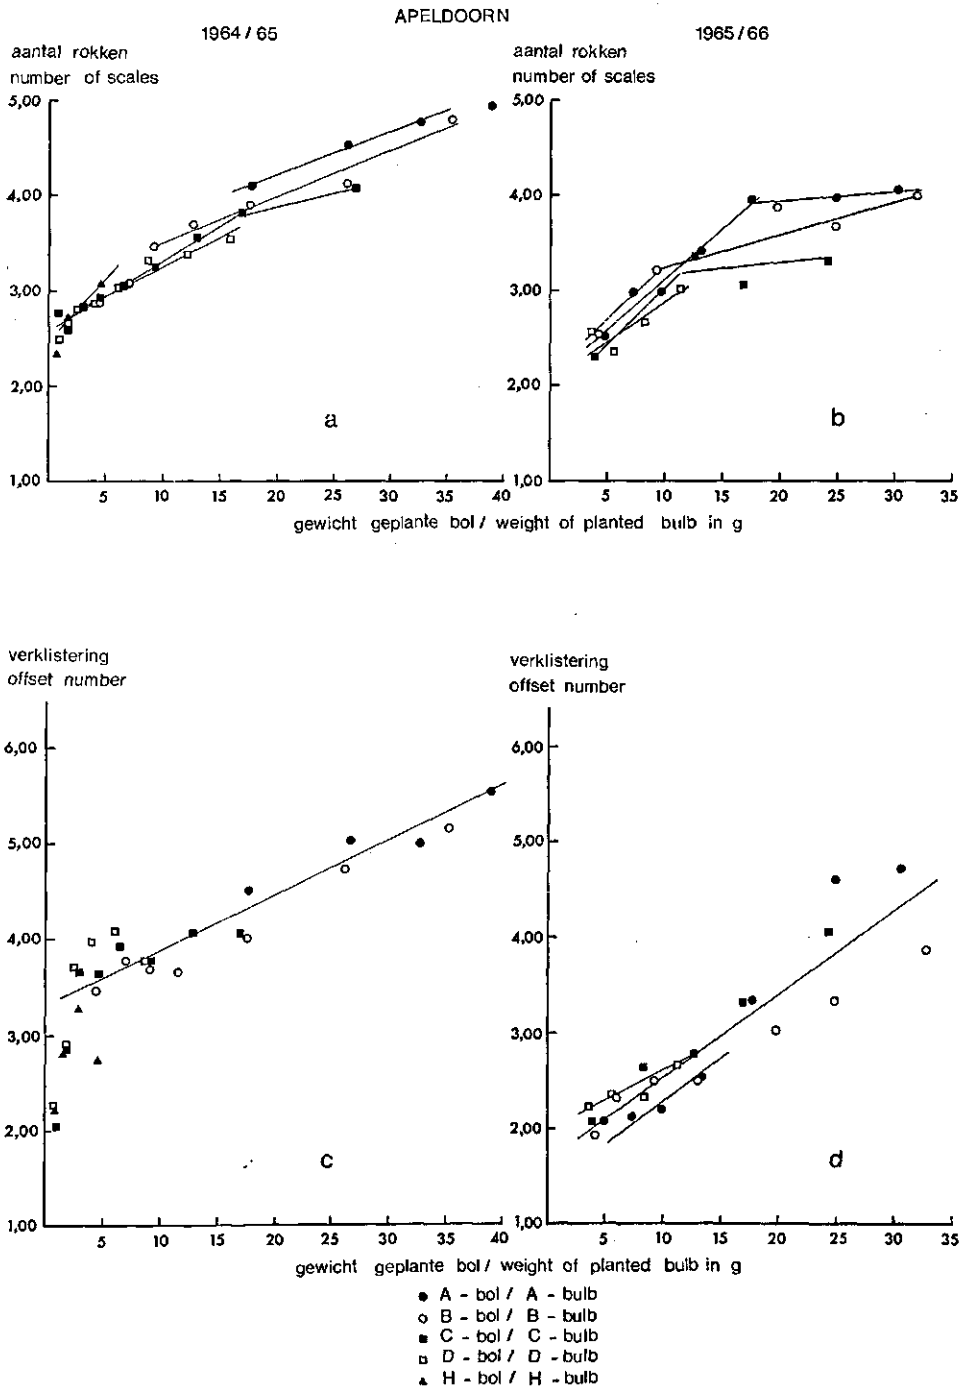 APELDOORN
1964/65
1965/66
aantal rokken
number of scales
aantal rokken
number of scales
5,00
4,00
3,00
2,00
1,00
a
5 10 15 20 25 30 35 40
5,00
4,00
3,00
2,00
1,00
b
5 10 15 20 25 30 35
gewicht geplante bol / weight of planted bulb in g
verklistering
offset number
verklistering
offset number
6,00
5,00
4,00
3,00
2,00
1,00
c
5 10 15 20 25 30 35 40
6,00
5,00
4,00
3,00
2,00
1,00
d
5 10 15 20 25 30 35
gewicht geplante bol / weight of planted bulb in g
A - bol / A - bulb
B - bol / B - bulb
C - bol / C - bulb
D - bol / D - bulb
H - bol / H - bulb